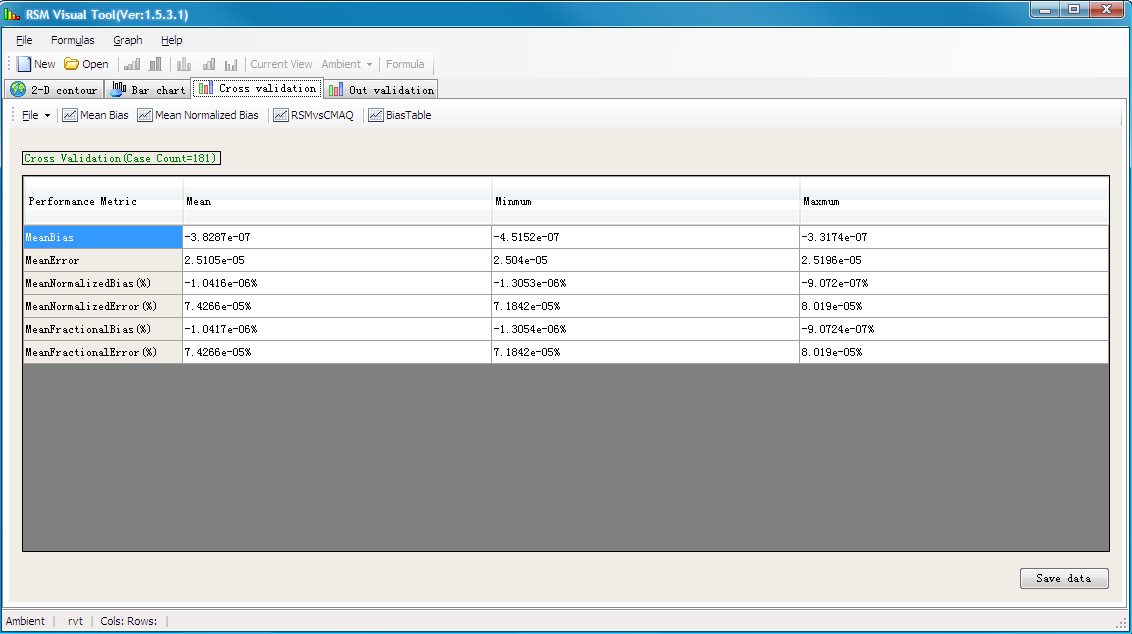 RSM Visual Tool(Ver:1.5.3.1)
File Formulas Graph Help
New Open Current View Ambient Formula
2-D contour Bar chart Cross validation Out validation
File Mean Bias Mean Normalized Bias RSMvsCMAQ BiasTable
Cross Validation(Case Count=181)
Performance Metric Mean Minmum Maxmum
MeanBias -3.8287e-07 -4.5152e-07 -3.3174e-07
MeanError 2.5105e-05 2.504e-05 2.5196e-05
MeanNormalizedBias(%) -1.0416e-06% -1.3053e-06% -9.072e-07%
MeanNormalizedError(%) 7.4266e-05% 7.1842e-05% 8.019e-05%
MeanFractionalBias(%) -1.0417e-06% -1.3054e-06% -9.0724e-07%
MeanFractionalError(%) 7.4266e-05% 7.1842e-05% 8.019e-05%
Save data
Ambient rvt Cols: Rows: